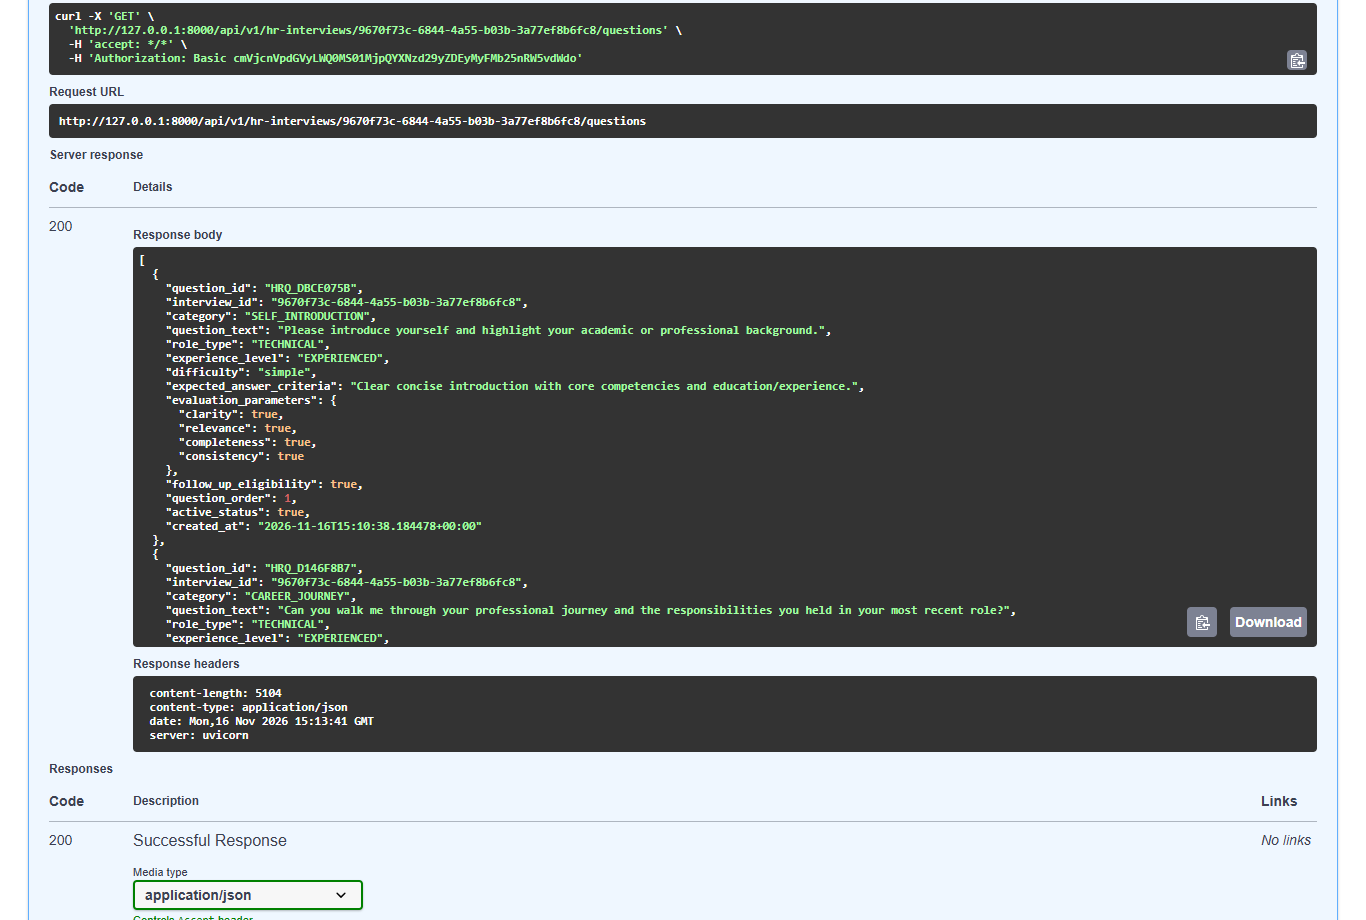 curl -X 'GET' \
'http://127.0.0.1:8000/api/v1/hr-interviews/9670f73c-6844-4a55-b03b-3a77ef8b6fc8/questions' \
-H 'accept: */*' \
-H 'Authorization: Basic cmVjcnVpdGVyLWQ0MS01MjpQYXNzd29yZDEyMyFMb25nRW5vdWdo'
Request URL
http://127.0.0.1:8000/api/v1/hr-interviews/9670f73c-6844-4a55-b03b-3a77ef8b6fc8/questions
Server response
Code Details
200
Response body
[
{
"question_id": "HRQ_DBCE075B",
"interview_id": "9670f73c-6844-4a55-b03b-3a77ef8b6fc8",
"category": "SELF_INTRODUCTION",
"question_text": "Please introduce yourself and highlight your academic or professional background.",
"role_type": "TECHNICAL",
"experience_level": "EXPERIENCED",
"difficulty": "simple",
"expected_answer_criteria": "Clear concise introduction with core competencies and education/experience.",
"evaluation_parameters": {
"clarity": true,
"relevance": true,
"completeness": true,
"consistency": true
},
"follow_up_eligibility": true,
"question_order": 1,
"active_status": true,
"created_at": "2026-11-16T15:10:38.184478+00:00"
},
{
"question_id": "HRQ_D146F8B7",
"interview_id": "9670f73c-6844-4a55-b03b-3a77ef8b6fc8",
"category": "CAREER_JOURNEY",
"question_text": "Can you walk me through your professional journey and the responsibilities you held in your most recent role?",
"role_type": "TECHNICAL",
"experience_level": "EXPERIENCED",
Download
Response headers
content-length: 5104
content-type: application/json
date: Mon,16 Nov 2026 15:13:41 GMT
server: uvicorn
Responses
Code Description Links
200 Successful Response No links
Media type
application/json
Controls Accept header.